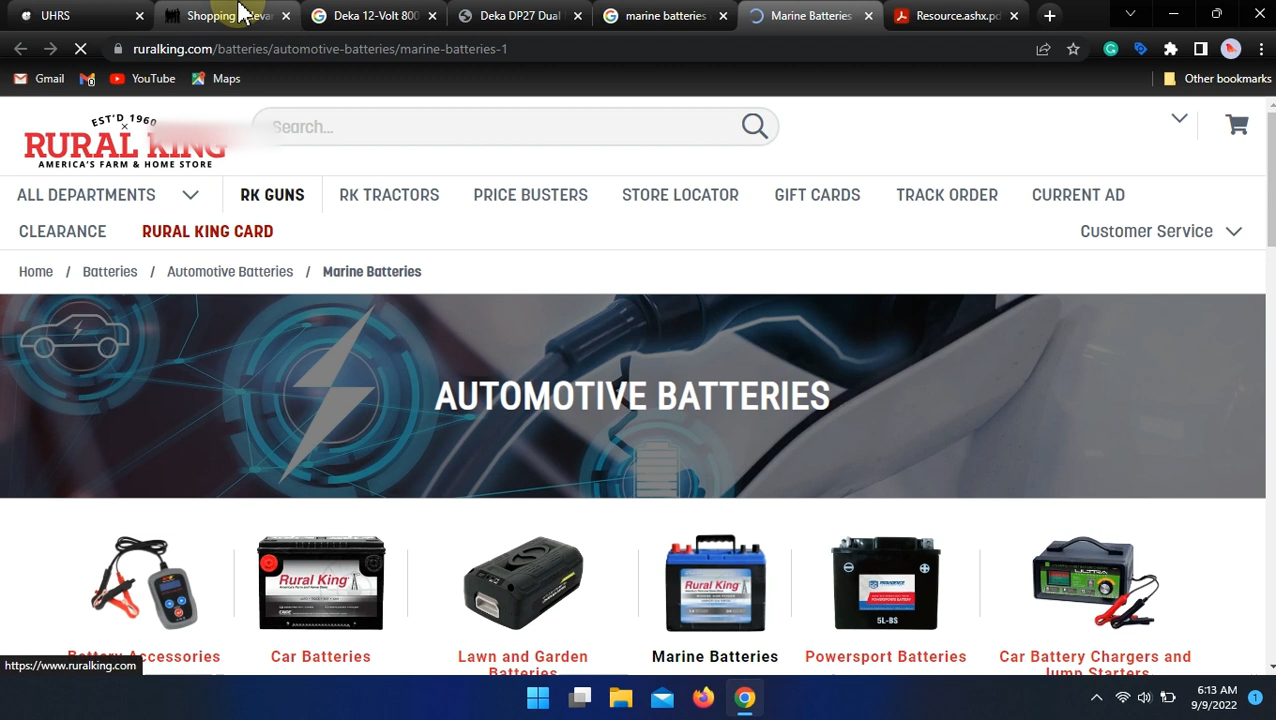 UHRS
Shopping
Deka 12-Volt 800
Deka DP27 Dual
marine batteries
Marine Batteries
Resource.ashx.pd
ruralking.com/batteries/automotive-batteries/marine-batteries-1
Gmail
YouTube
Maps
Other bookmarks
EST'D 1960
RURAL KING
AMERICA'S FARM & HOME STORE
Search...
ALL DEPARTMENTS
RK GUNS
RK TRACTORS
PRICE BUSTERS
STORE LOCATOR
GIFT CARDS
TRACK ORDER
CURRENT AD
CLEARANCE
RURAL KING CARD
Customer Service
Home / Batteries / Automotive Batteries / Marine Batteries
AUTOMOTIVE BATTERIES
Rural King
Rural King
5L-BS
ULTRA
Battery Accessories
Car Batteries
Lawn and Garden
Batteries
Marine Batteries
Powersport Batteries
Car Battery Chargers and
Jump Starters
https://www.ruralking.com
6:13 AM
9/9/2022
1